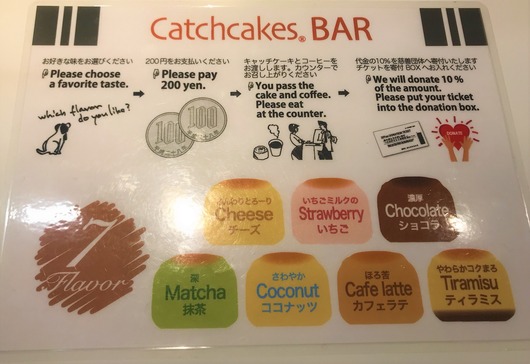 Catchcakes® BAR
お好きな味をお選びください
Please choose
a favorite taste.
which flavor
do you like?
200円をお支払いください
Please pay
200 yen.
100
100
キャッチケーキとコーヒーを
お渡しします。カウンターで
お召し上がりください
You pass the
cake and coffee.
Please eat
at the counter.
代金の10%を慈善団体へ寄付いたします
チケットを寄付BOXへお入れください
We will donate 10 %
of the amount.
Please put your ticket
into the donation box.
DONATE
7
Flavor
ふんわりとろーり
Cheese
チーズ
いちごミルクの
Strawberry
いちご
濃厚
Chocolate
ショコラ
Matcha
抹茶
さわやか
Coconut
ココナッツ
ほろ苦
Cafe latte
カフェラテ
やわらかコクまろ
Tiramisu
ティラミス